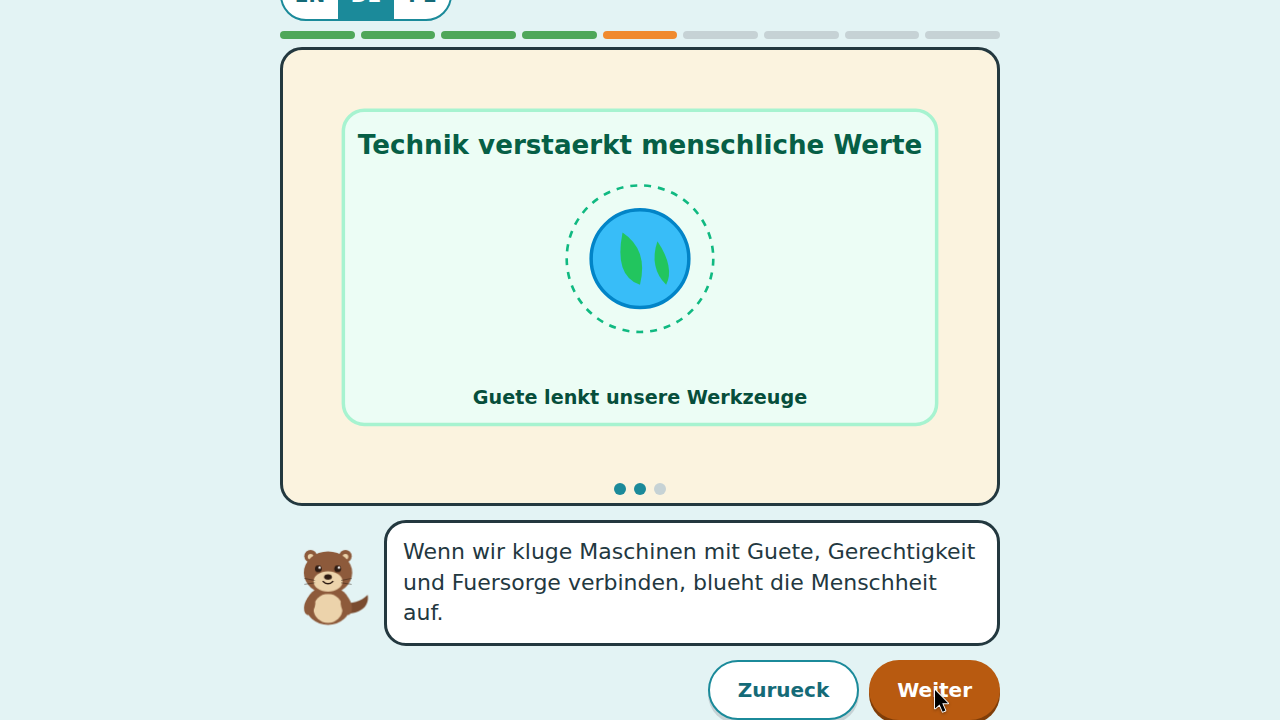 Technik verstaerkt menschliche Werte
Guete lenkt unsere Werkzeuge
Wenn wir kluge Maschinen mit Guete, Gerechtigkeit
und Fuersorge verbinden, blueht die Menschheit
auf.
Zurueck
Weiter